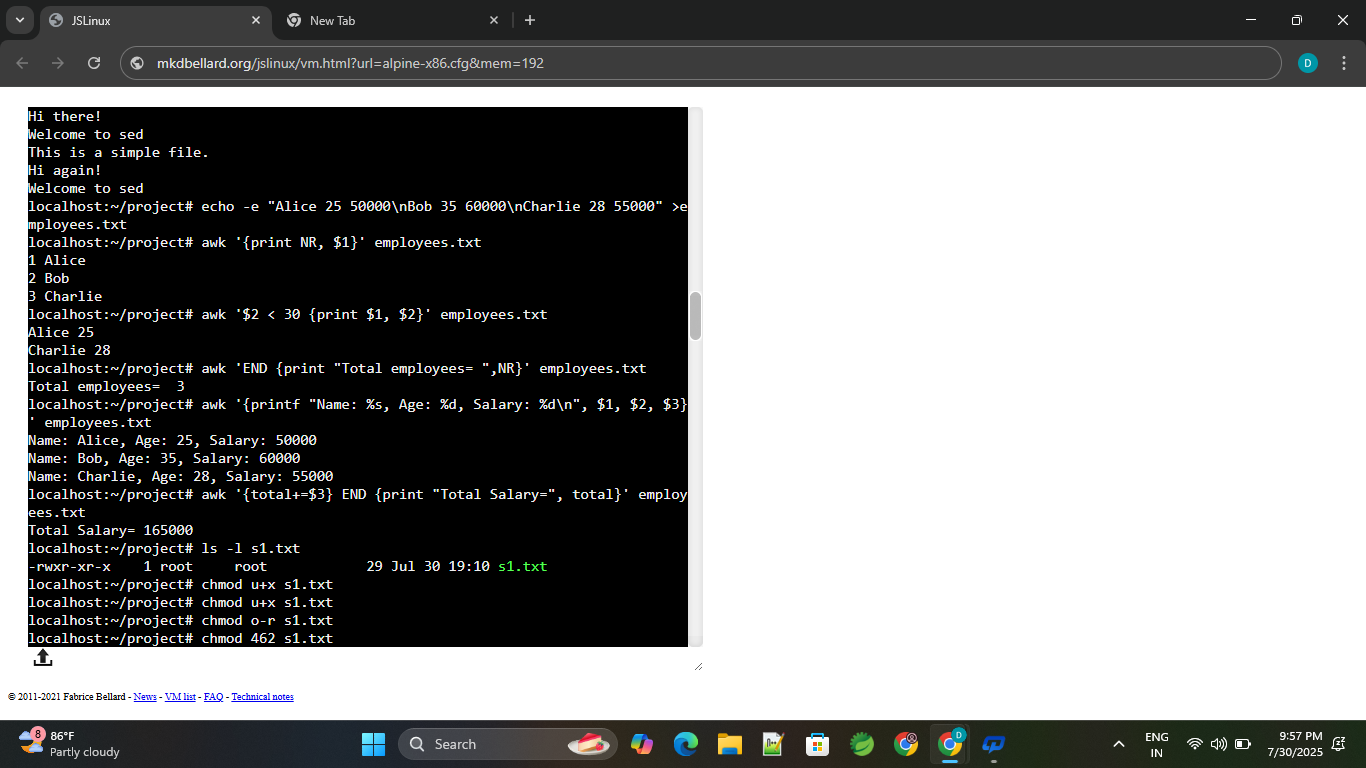 JSLinux
New Tab
mkdbellard.org/jslinux/vm.html?url=alpine-x86.cfg&mem=192
D
Hi there!
Welcome to sed
This is a simple file.
Hi again!
Welcome to sed
localhost:~/project# echo -e "Alice 25 50000\nBob 35 60000\nCharlie 28 55000" >e
mployees.txt
localhost:~/project# awk '{print NR, $1}' employees.txt
1 Alice
2 Bob
3 Charlie
localhost:~/project# awk '$2 < 30 {print $1, $2}' employees.txt
Alice 25
Charlie 28
localhost:~/project# awk 'END {print "Total employees= ",NR}' employees.txt
Total employees=  3
localhost:~/project# awk '{printf "Name: %s, Age: %d, Salary: %d\n", $1, $2, $3}
' employees.txt
Name: Alice, Age: 25, Salary: 50000
Name: Bob, Age: 35, Salary: 60000
Name: Charlie, Age: 28, Salary: 55000
localhost:~/project# awk '{total+=$3} END {print "Total Salary=", total}' employ
ees.txt
Total Salary= 165000
localhost:~/project# ls -l s1.txt
-rwxr-xr-x    1 root     root            29 Jul 30 19:10 s1.txt
localhost:~/project# chmod u+x s1.txt
localhost:~/project# chmod u+x s1.txt
localhost:~/project# chmod o-r s1.txt
localhost:~/project# chmod 462 s1.txt
© 2011-2021 Fabrice Bellard - News - VM list - FAQ - Technical notes
8
86°F
Partly cloudy
Search
D
ENG
IN
9:57 PM
7/30/2025